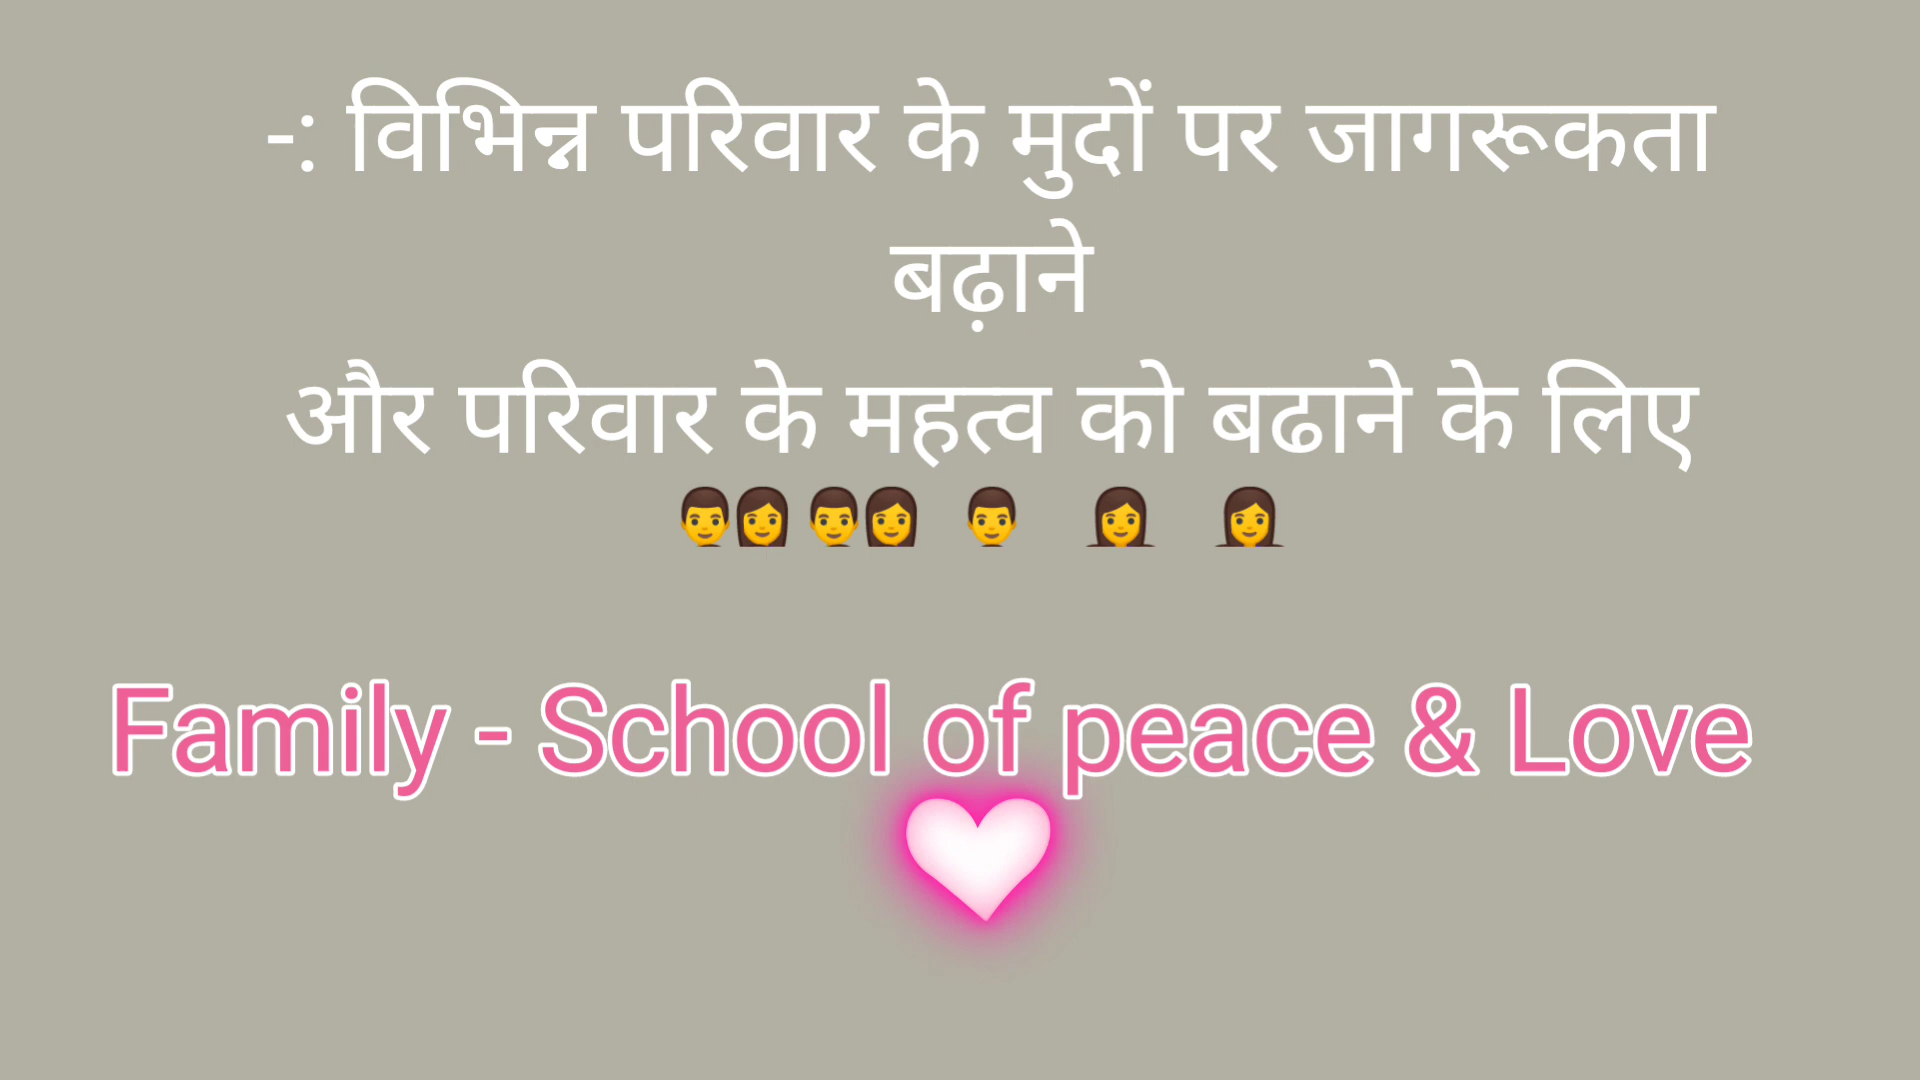 -: विभिन्न परिवार के मुदों पर जागरूकता
बढ़ाने
और परिवार के महत्व को बढाने के लिए
Family - School of peace & Love